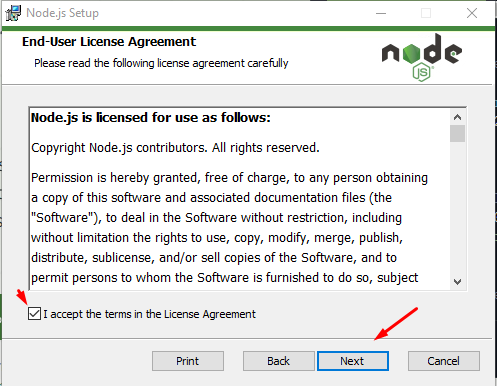 Node.js Setup
End-User License Agreement
Please read the following license agreement carefully
node
JS
Node.js is licensed for use as follows:
Copyright Node.js contributors. All rights reserved.
Permission is hereby granted, free of charge, to any person obtaining
a copy of this software and associated documentation files (the
"Software"), to deal in the Software without restriction, including
without limitation the rights to use, copy, modify, merge, publish,
distribute, sublicense, and/or sell copies of the Software, and to
permit persons to whom the Software is furnished to do so, subject
I accept the terms in the License Agreement
Print Back Next Cancel